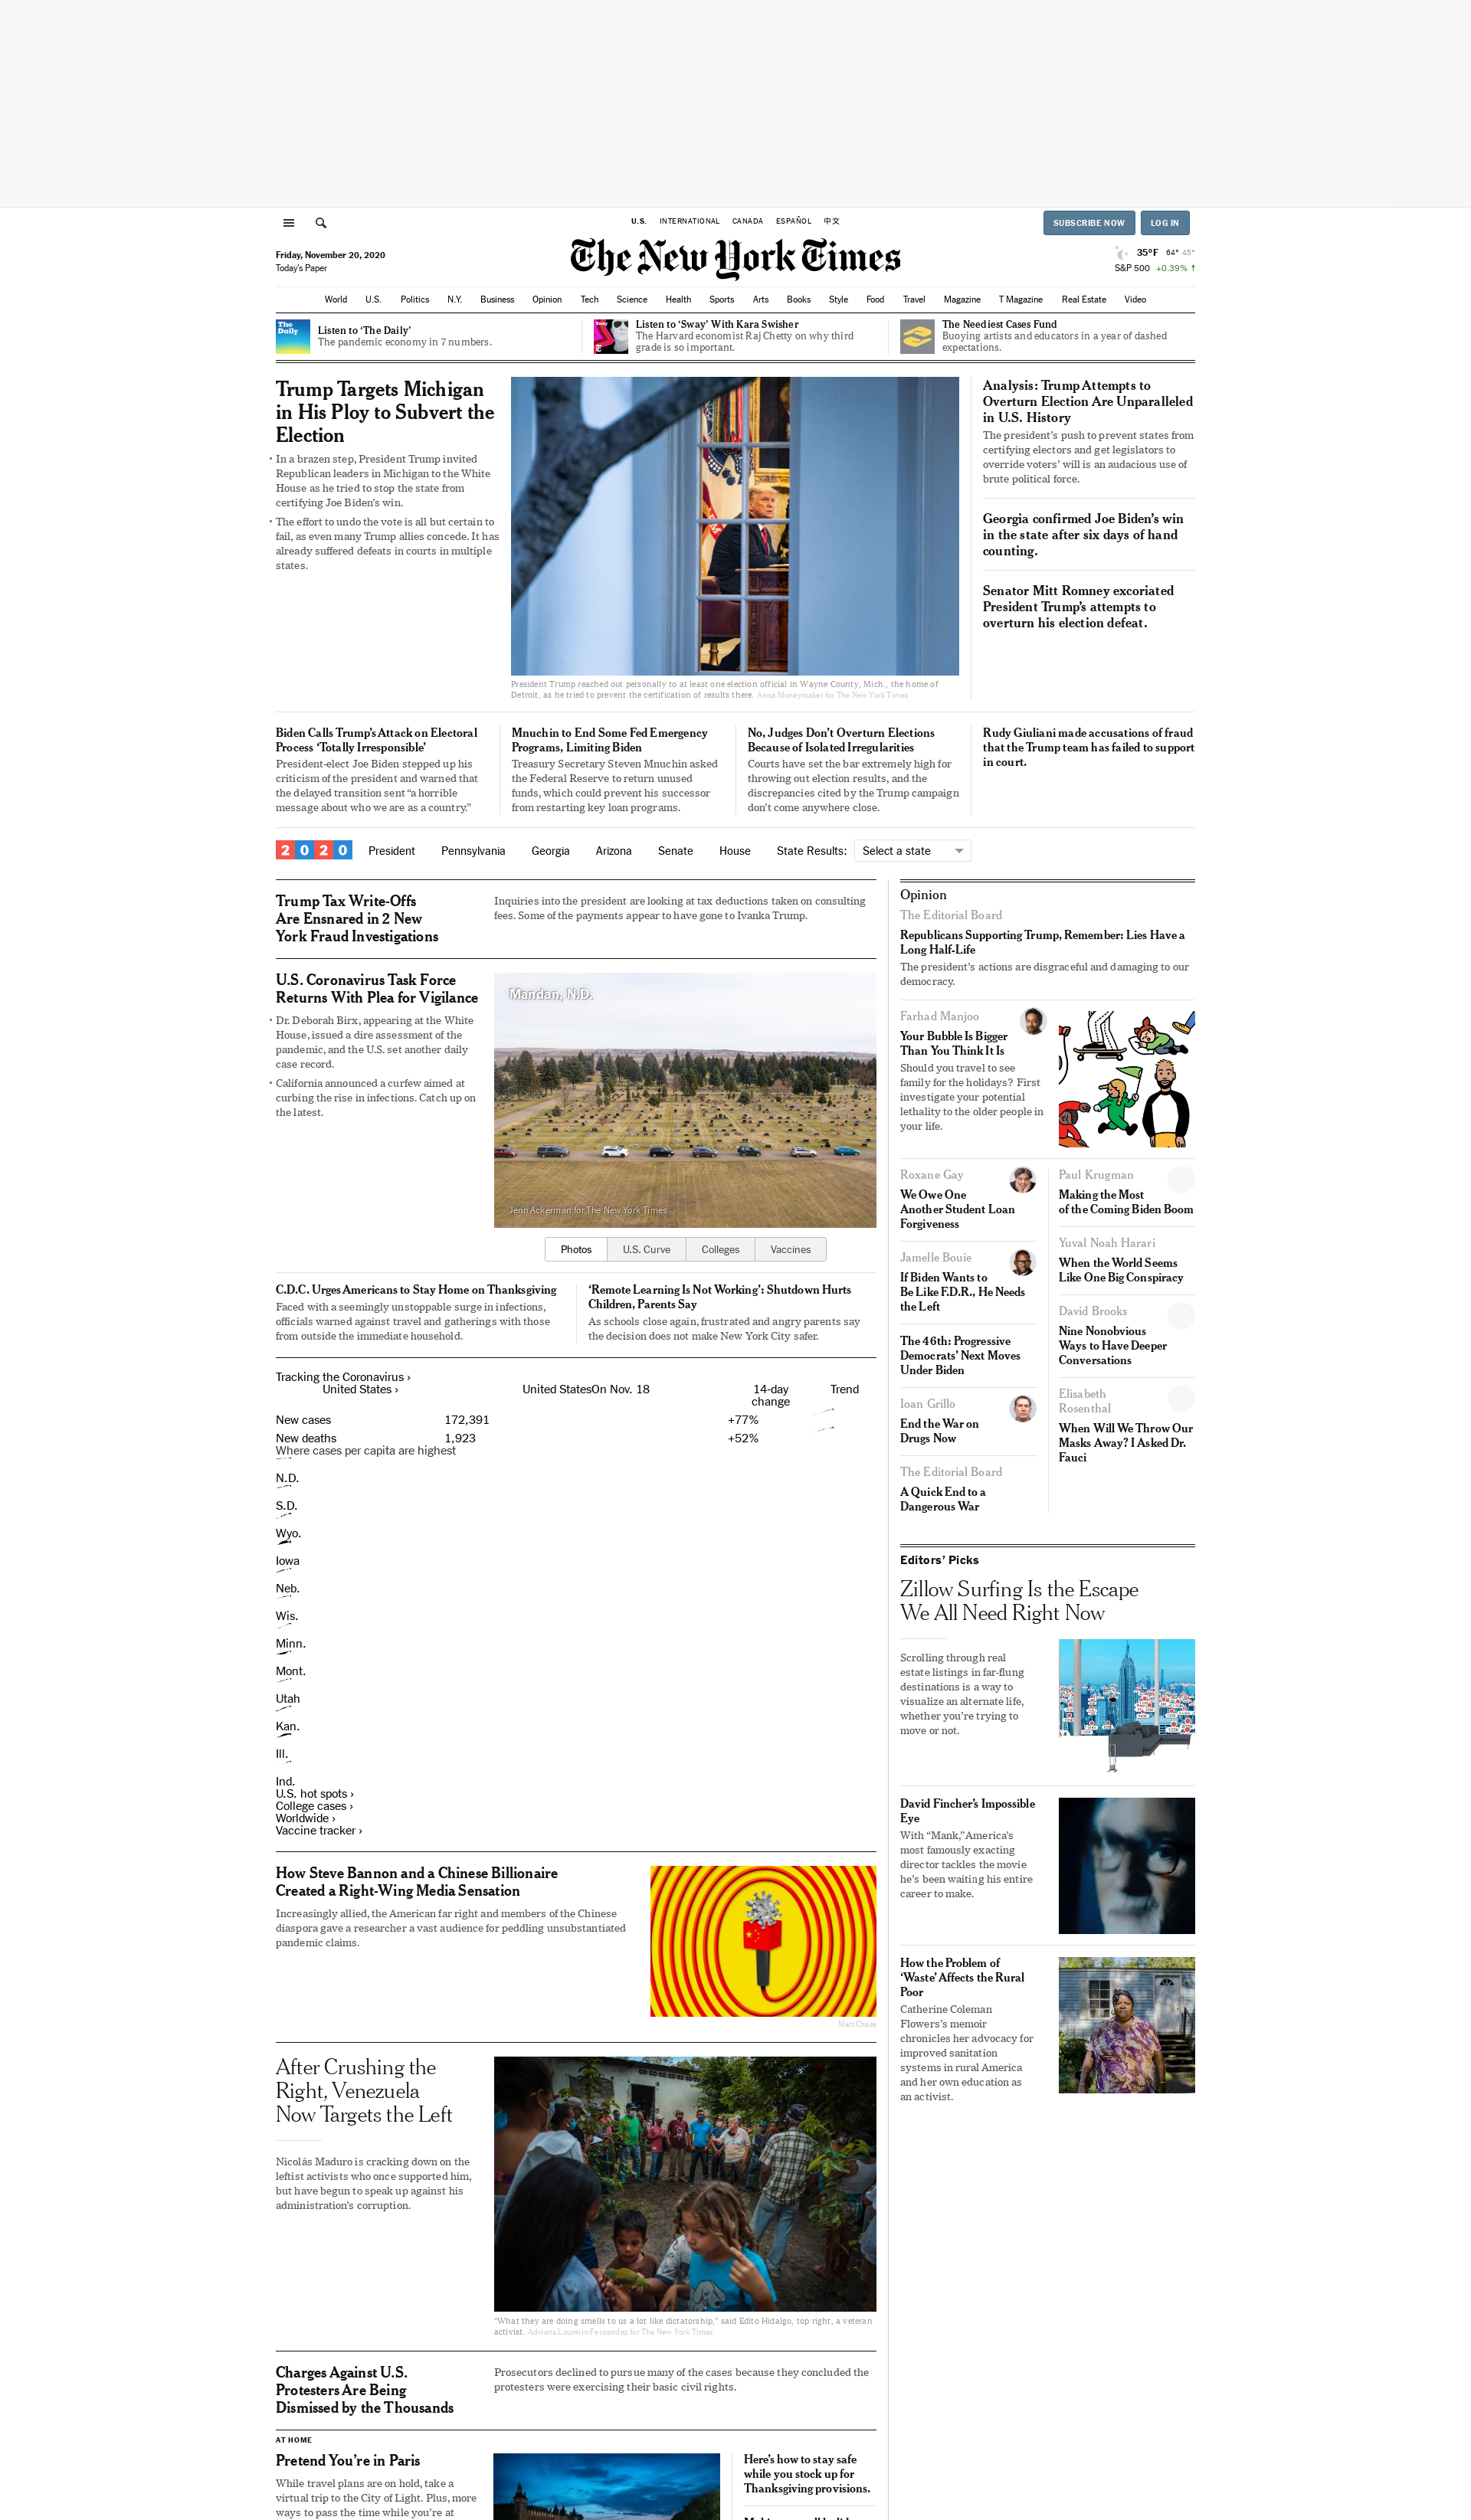 U.S. INTERNATIONAL CANADA ESPAÑOL 中文
SUBSCRIBE NOW LOG IN
Friday, November 20, 2020
Today's Paper
The New York Times
35°F 64° 45°
S&P 500 +0.39% ↑
World U.S. Politics N.Y. Business Opinion Tech Science Health Sports Arts Books Style Food Travel Magazine T Magazine Real Estate Video
The
Daily
Listen to ‘The Daily’
The pandemic economy in 7 numbers.
Listen to ‘Sway’ With Kara Swisher
The Harvard economist Raj Chetty on why third
grade is so important.
The Neediest Cases Fund
Buoying artists and educators in a year of dashed
expectations.
Trump Targets Michigan
in His Ploy to Subvert the
Election
• In a brazen step, President Trump invited
Republican leaders in Michigan to the White
House as he tried to stop the state from
certifying Joe Biden’s win.
• The effort to undo the vote is all but certain to
fail, as even many Trump allies concede. It has
already suffered defeats in courts in multiple
states.
President Trump reached out personally to at least one election official in Wayne County, Mich., the home of
Detroit, as he tried to prevent the certification of results there. Anna Moneymaker for The New York Times
Analysis: Trump Attempts to
Overturn Election Are Unparalleled
in U.S. History
The president’s push to prevent states from
certifying electors and get legislators to
override voters’ will is an audacious use of
brute political force.
Georgia confirmed Joe Biden’s win
in the state after six days of hand
counting.
Senator Mitt Romney excoriated
President Trump’s attempts to
overturn his election defeat.
Biden Calls Trump’s Attack on Electoral
Process ‘Totally Irresponsible’
President-elect Joe Biden stepped up his
criticism of the president and warned that
the delayed transition sent “a horrible
message about who we are as a country.”
Mnuchin to End Some Fed Emergency
Programs, Limiting Biden
Treasury Secretary Steven Mnuchin asked
the Federal Reserve to return unused
funds, which could prevent his successor
from restarting key loan programs.
No, Judges Don’t Overturn Elections
Because of Isolated Irregularities
Courts have set the bar extremely high for
throwing out election results, and the
discrepancies cited by the Trump campaign
don’t come anywhere close.
Rudy Giuliani made accusations of fraud
that the Trump team has failed to support
in court.
2020 President Pennsylvania Georgia Arizona Senate House State Results: Select a state
Trump Tax Write-Offs
Are Ensnared in 2 New
York Fraud Investigations
Inquiries into the president are looking at tax deductions taken on consulting
fees. Some of the payments appear to have gone to Ivanka Trump.
U.S. Coronavirus Task Force
Returns With Plea for Vigilance
• Dr. Deborah Birx, appearing at the White
House, issued a dire assessment of the
pandemic, and the U.S. set another daily
case record.
• California announced a curfew aimed at
curbing the rise in infections. Catch up on
the latest.
Mandan, N.D.
Jenn Ackerman for The New York Times
Photos U.S. Curve Colleges Vaccines
C.D.C. Urges Americans to Stay Home on Thanksgiving
Faced with a seemingly unstoppable surge in infections,
officials warned against travel and gatherings with those
from outside the immediate household.
‘Remote Learning Is Not Working’: Shutdown Hurts
Children, Parents Say
As schools close again, frustrated and angry parents say
the decision does not make New York City safer.
Tracking the Coronavirus ›
United States › United StatesOn Nov. 18 14-day
change Trend
New cases 172,391 +77%
New deaths 1,923 +52%
Where cases per capita are highest
N.D.
S.D.
Wyo.
Iowa
Neb.
Wis.
Minn.
Mont.
Utah
Kan.
Ill.
Ind.
U.S. hot spots ›
College cases ›
Worldwide ›
Vaccine tracker ›
How Steve Bannon and a Chinese Billionaire
Created a Right-Wing Media Sensation
Increasingly allied, the American far right and members of the Chinese
diaspora gave a researcher a vast audience for peddling unsubstantiated
pandemic claims.
Matt Chase
After Crushing the
Right, Venezuela
Now Targets the Left
Nicolás Maduro is cracking down on the
leftist activists who once supported him,
but have begun to speak up against his
administration’s corruption.
“What they are doing smells to us a lot like dictatorship,” said Edito Hidalgo, top right, a veteran
activist. Adriana Loureiro Fernandez for The New York Times
Charges Against U.S.
Protesters Are Being
Dismissed by the Thousands
Prosecutors declined to pursue many of the cases because they concluded the
protesters were exercising their basic civil rights.
AT HOME
Pretend You’re in Paris
While travel plans are on hold, take a
virtual trip to the City of Light. Plus, more
ways to pass the time while you’re at
Here’s how to stay safe
while you stock up for
Thanksgiving provisions.
Opinion
The Editorial Board
Republicans Supporting Trump, Remember: Lies Have a
Long Half-Life
The president’s actions are disgraceful and damaging to our
democracy.
Farhad Manjoo
Your Bubble Is Bigger
Than You Think It Is
Should you travel to see
family for the holidays? First
investigate your potential
lethality to the older people in
your life.
Roxane Gay
We Owe One
Another Student Loan
Forgiveness
Jamelle Bouie
If Biden Wants to
Be Like F.D.R., He Needs
the Left
The 46th: Progressive
Democrats’ Next Moves
Under Biden
Ioan Grillo
End the War on
Drugs Now
The Editorial Board
A Quick End to a
Dangerous War
Paul Krugman
Making the Most
of the Coming Biden Boom
Yuval Noah Harari
When the World Seems
Like One Big Conspiracy
David Brooks
Nine Nonobvious
Ways to Have Deeper
Conversations
Elisabeth
Rosenthal
When Will We Throw Our
Masks Away? I Asked Dr.
Fauci
Editors’ Picks
Zillow Surfing Is the Escape
We All Need Right Now
Scrolling through real
estate listings in far-flung
destinations is a way to
visualize an alternate life,
whether you’re trying to
move or not.
David Fincher’s Impossible
Eye
With “Mank,” America’s
most famously exacting
director tackles the movie
he’s been waiting his entire
career to make.
How the Problem of
‘Waste’ Affects the Rural
Poor
Catherine Coleman
Flowers’s memoir
chronicles her advocacy for
improved sanitation
systems in rural America
and her own education as
an activist.